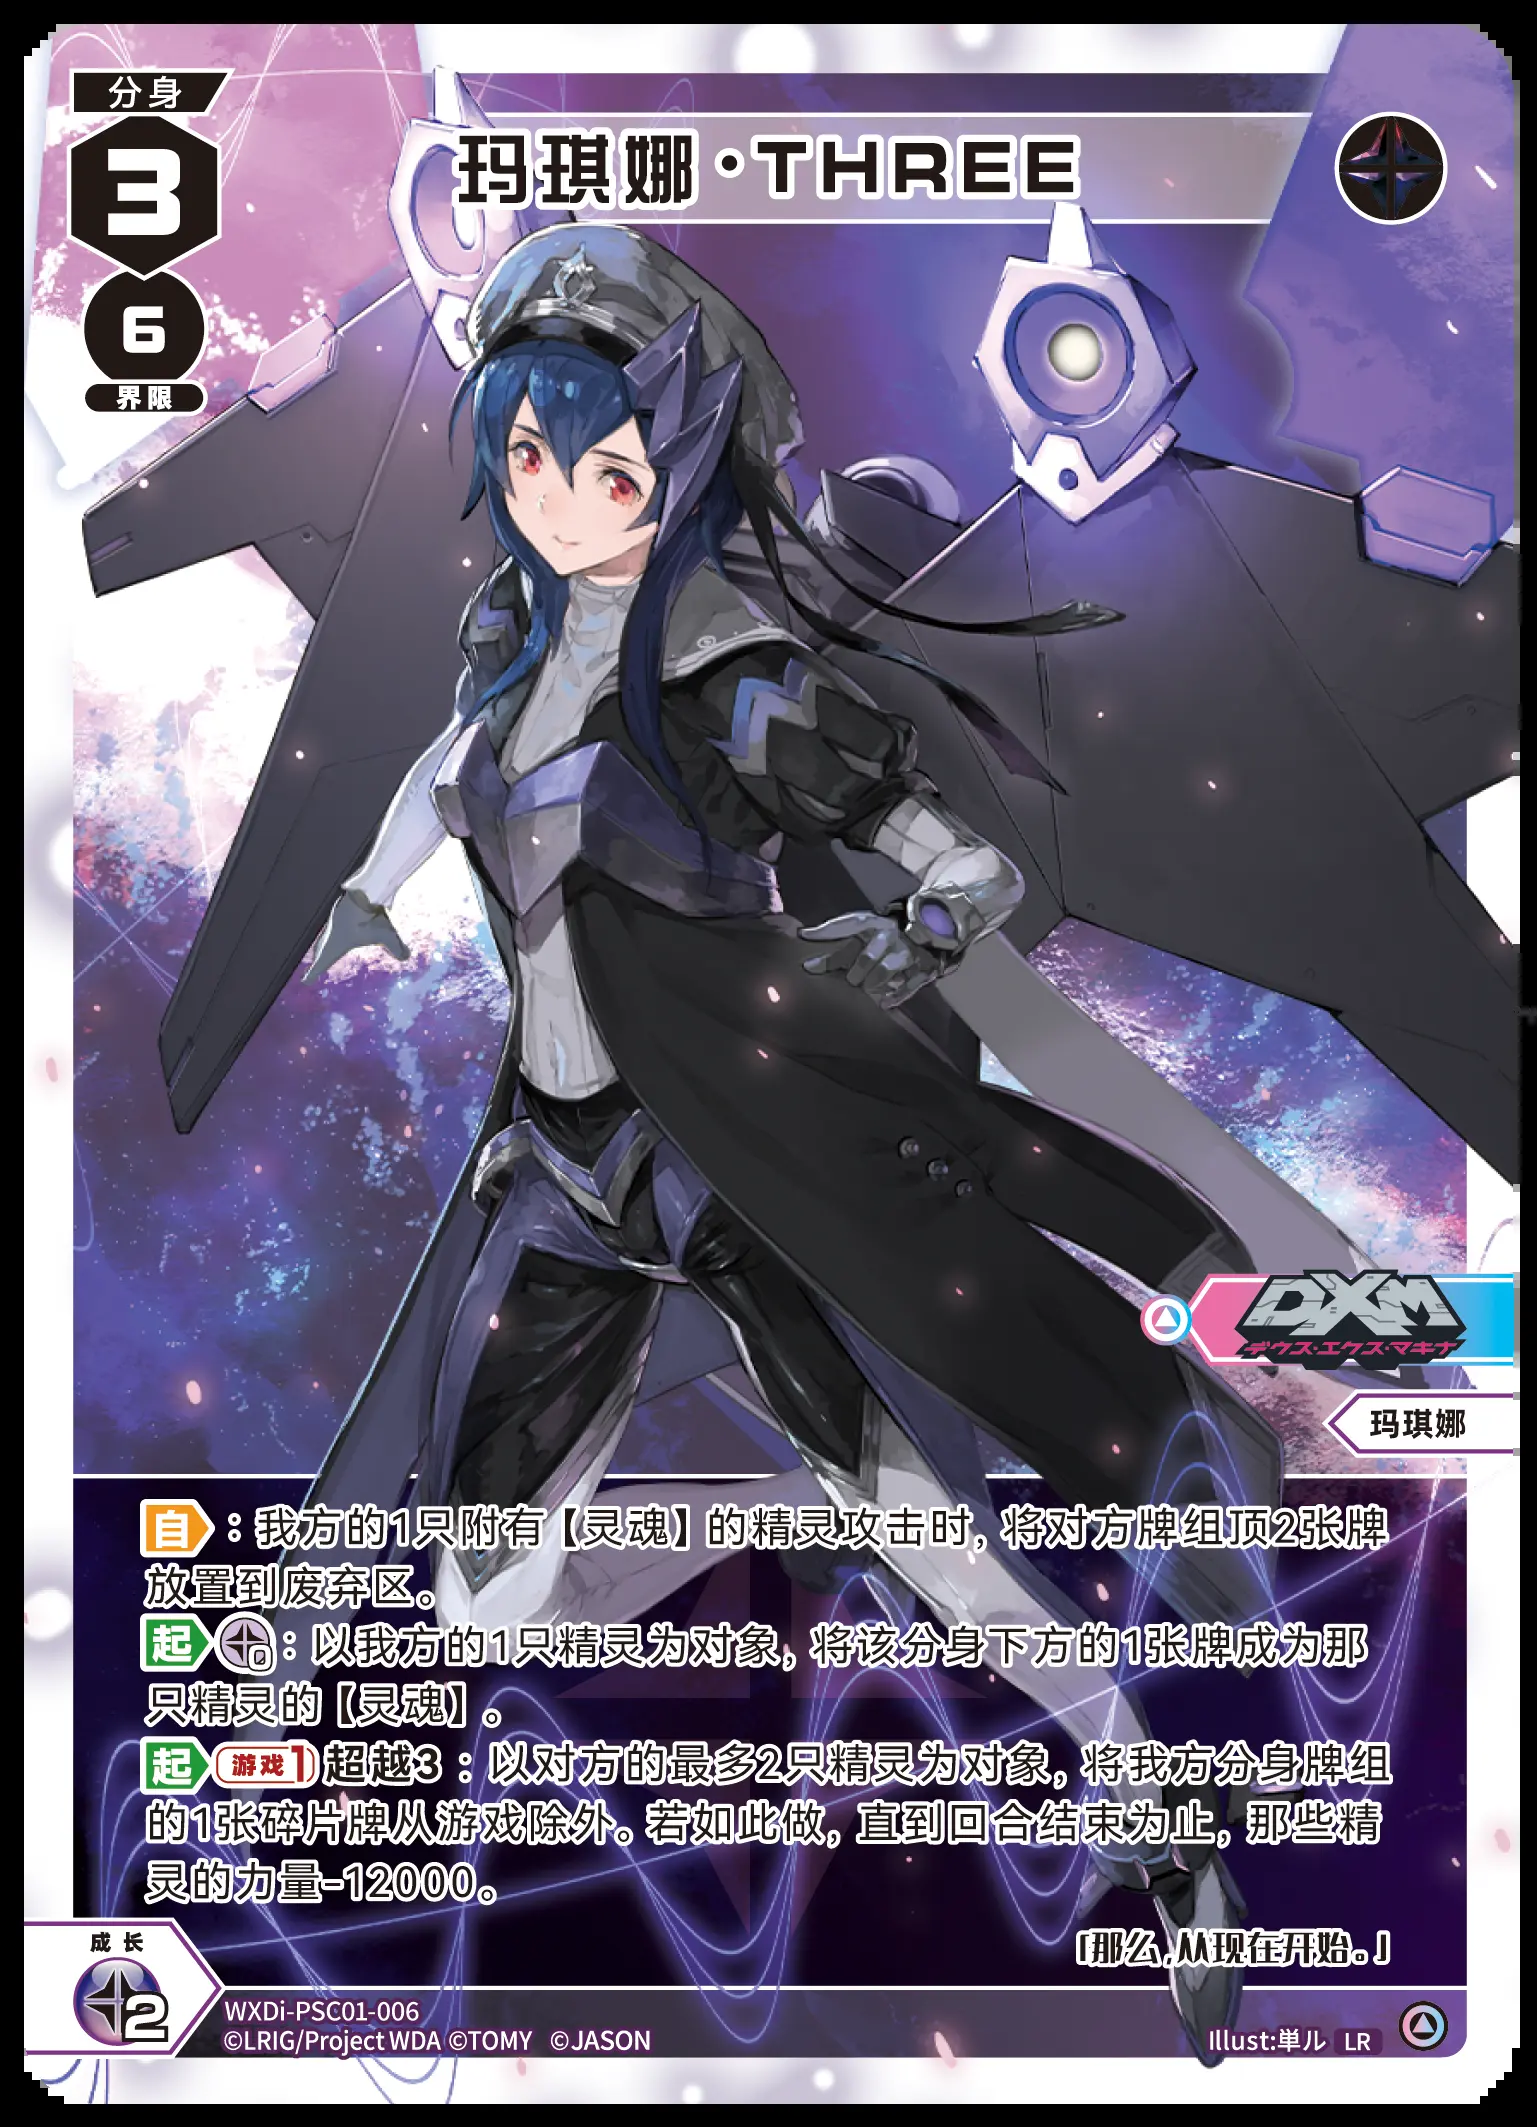 分身
3
玛琪娜·THREE
6
界限
DXM
デウス・エクス・マキナ
玛琪娜
自：我方的1只附有【灵魂】的精灵攻击时，将对方牌组顶2张牌
放置到废弃区。
起 0：以我方的1只精灵为对象，将该分身下方的1张牌成为那
只精灵的【灵魂】。
起 游戏1 超越3：以对方的最多2只精灵为对象，将我方分身牌组
的1张碎片牌从游戏除外。若如此做，直到回合结束为止，那些精
灵的力量-12000。
「那么，从现在开始。」
成长
2
WXDi-PSC01-006
©LRIG/Project WDA ©TOMY ©JASON
Illust:単ル LR